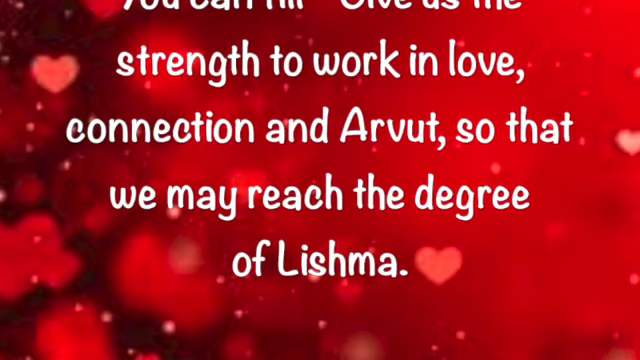 You can fill Give us the
strength to work in love,
connection and Arvut, so that
we may reach the degree
of Lishma.